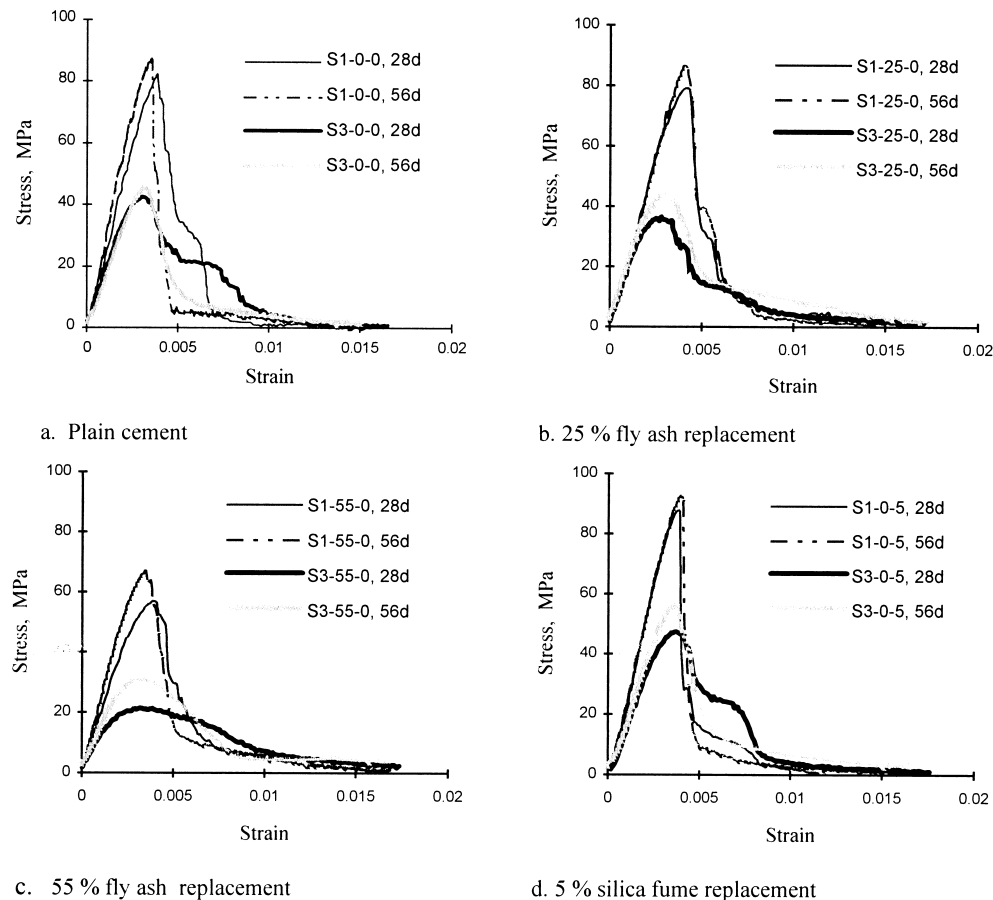 100
80
60
40
20
0
Stress, MPa
S1-0-0, 28d
S1-0-0, 56d
S3-0-0, 28d
S3-0-0, 56d
0 0.005 0.01 0.015 0.02
Strain
a. Plain cement
100
80
60
40
20
0
Stress, MPa
S1-25-0, 28d
S1-25-0, 56d
S3-25-0, 28d
S3-25-0, 56d
0 0.005 0.01 0.015 0.02
Strain
b. 25 % fly ash replacement
100
80
60
40
20
0
Stress, MPa
S1-55-0, 28d
S1-55-0, 56d
S3-55-0, 28d
S3-55-0, 56d
0 0.005 0.01 0.015 0.02
Strain
c. 55 % fly ash replacement
100
80
60
40
20
0
Stress, MPa
S1-0-5, 28d
S1-0-5, 56d
S3-0-5, 28d
S3-0-5, 56d
0 0.005 0.01 0.015 0.02
Strain
d. 5 % silica fume replacement